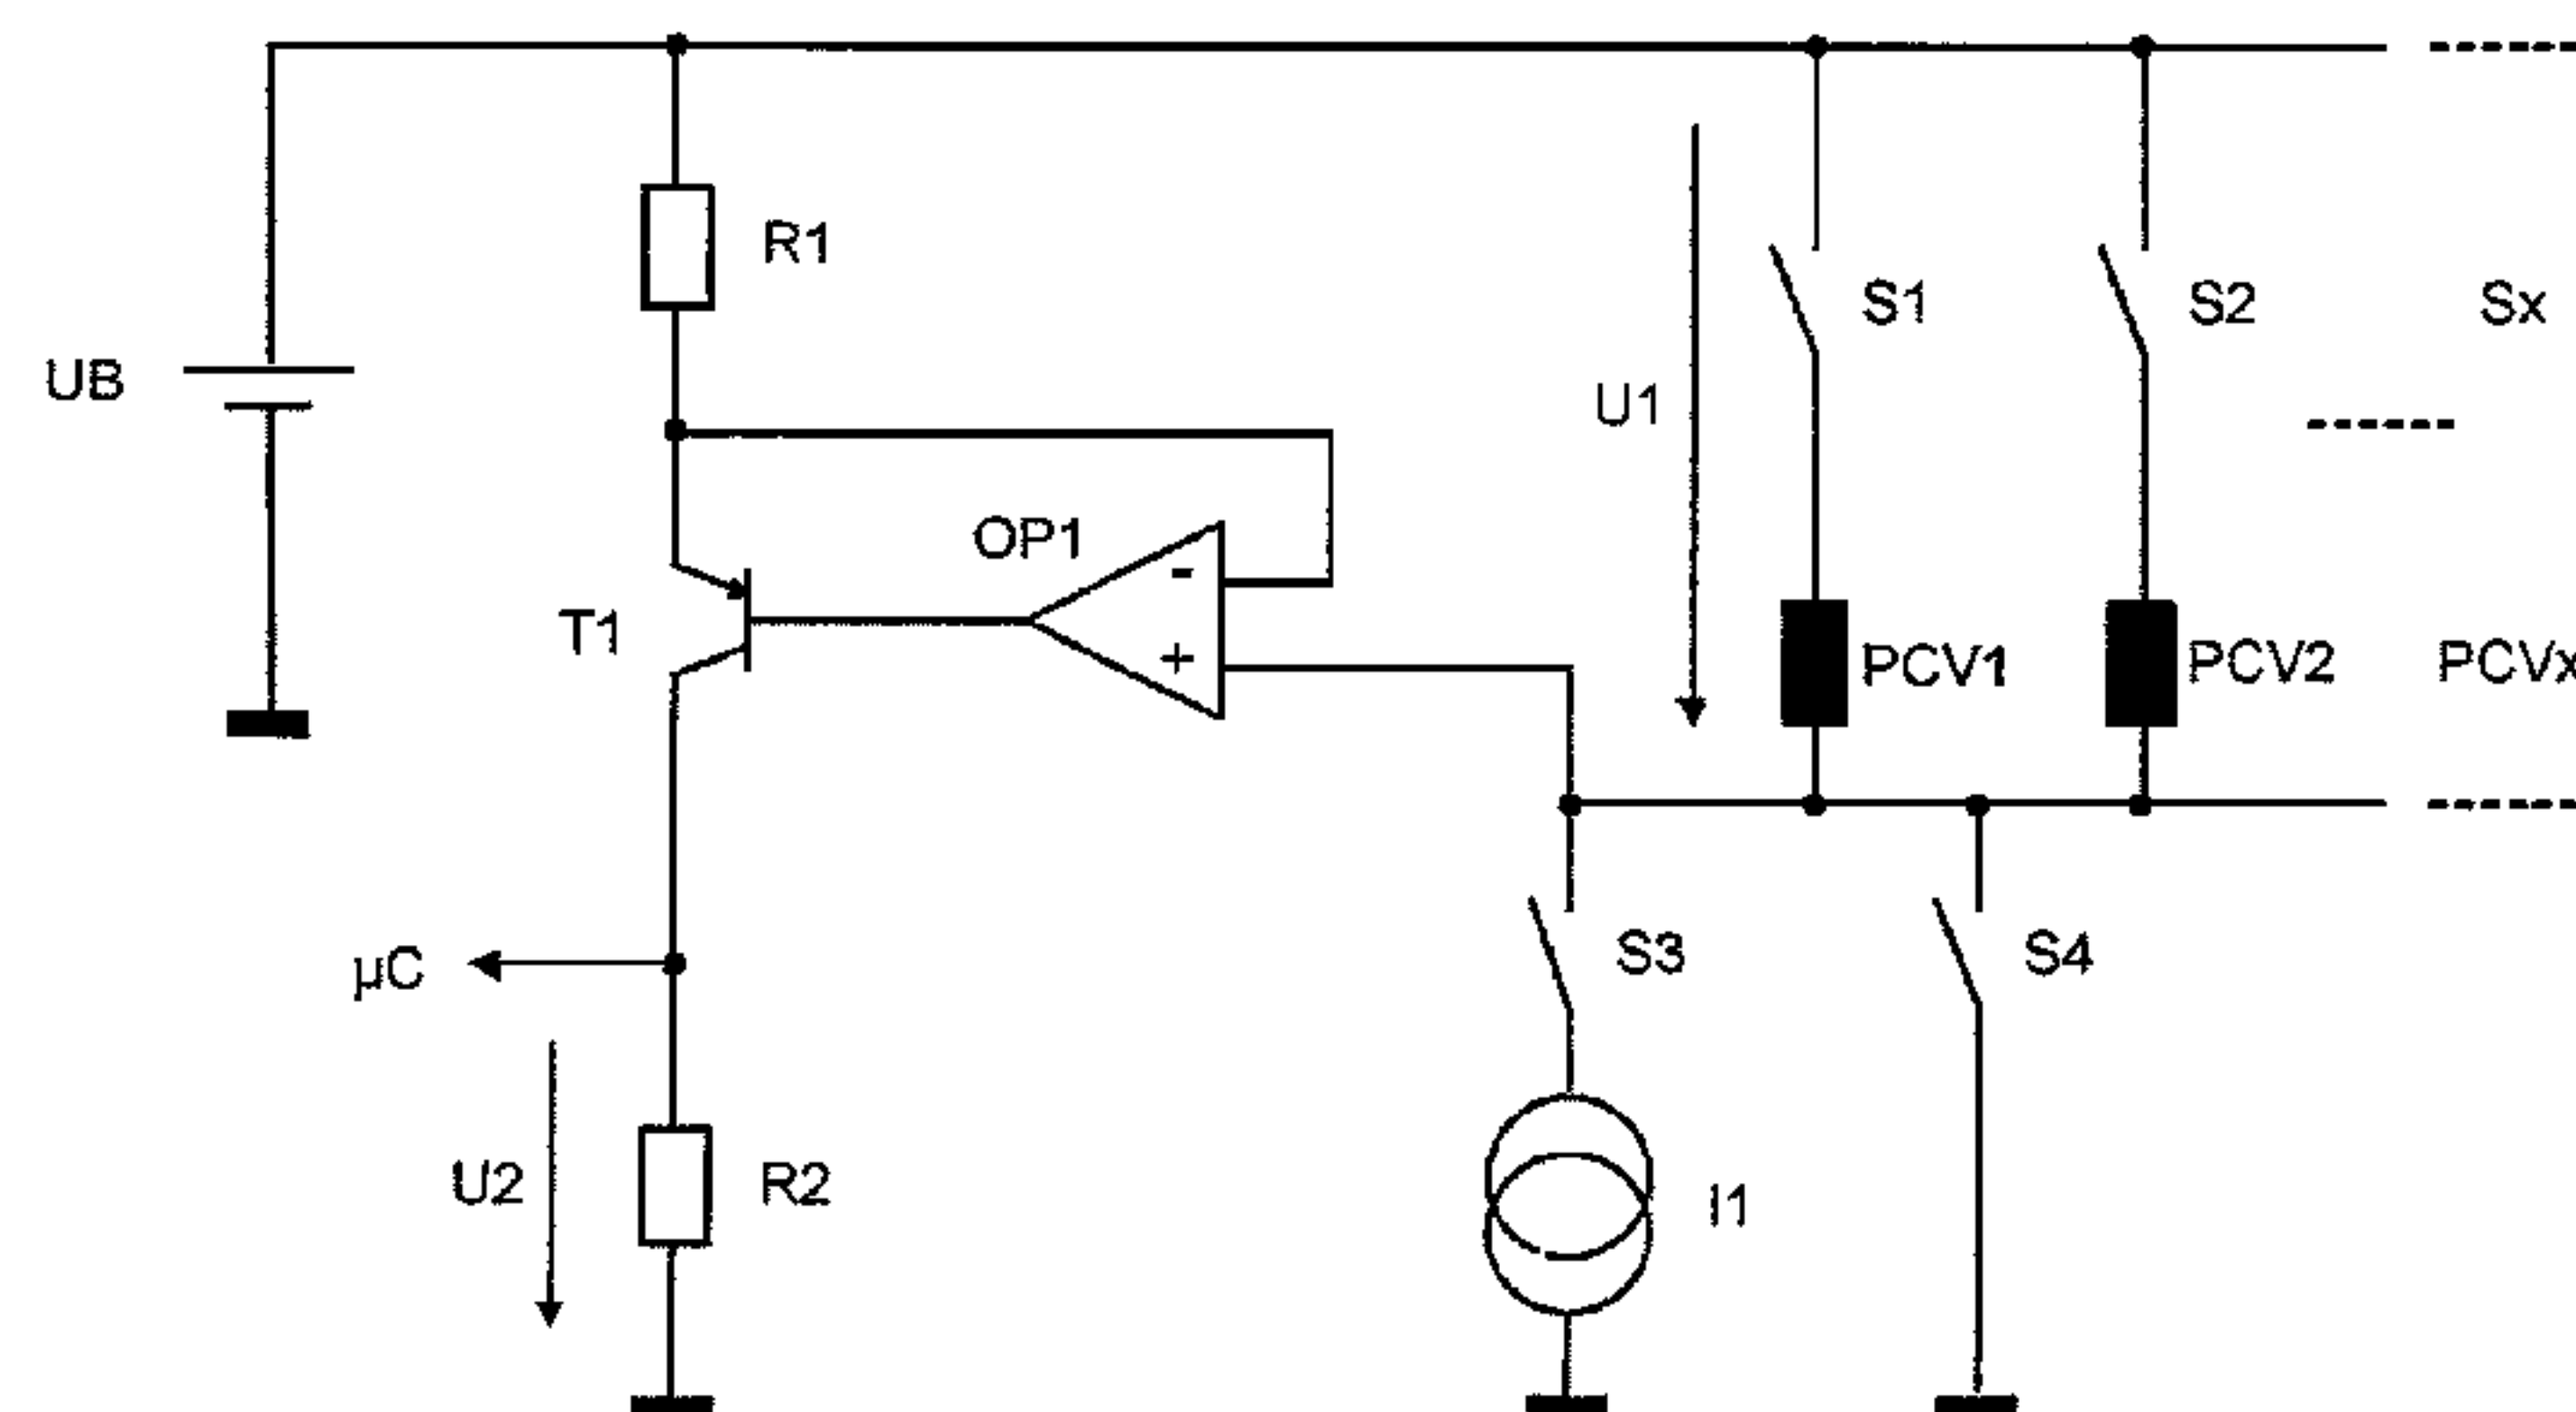 R1
S1
S2
Sx
UB
U1
OP1
-
+
T1
PCV1
PCV2
PCVx
µC
S3
S4
U2
R2
I1